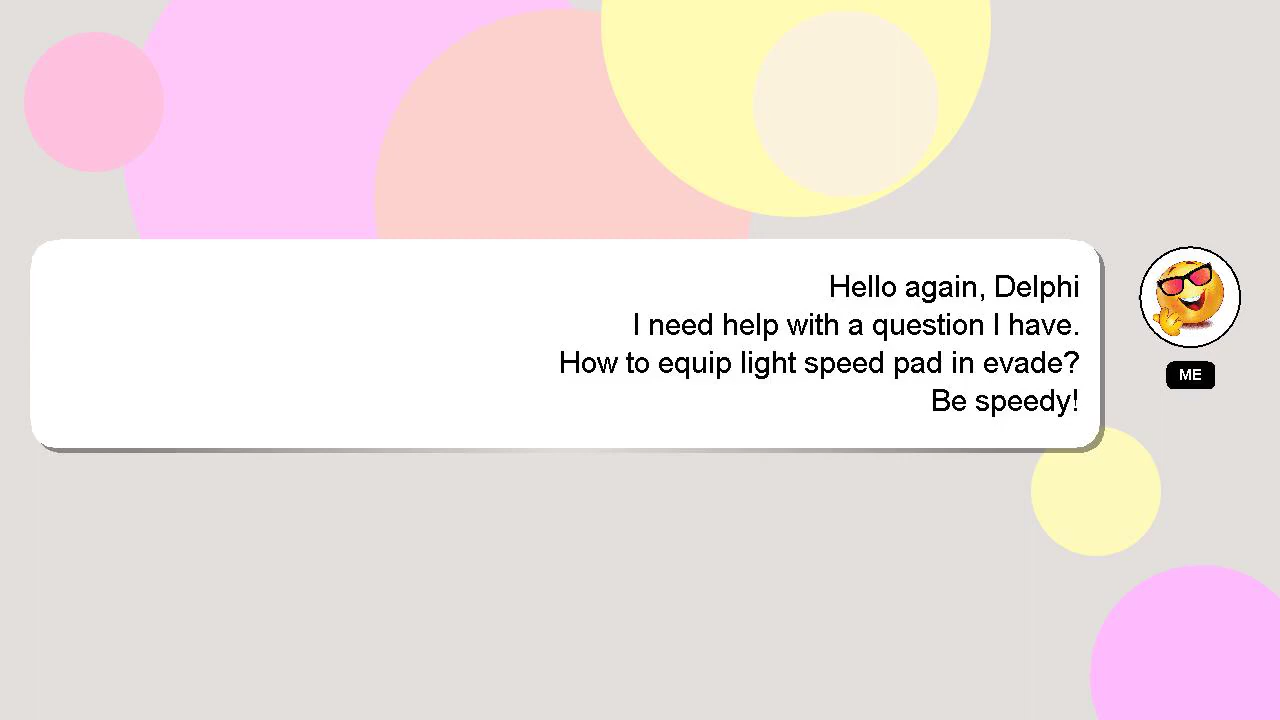 Hello again, Delphi
I need help with a question I have.
How to equip light speed pad in evade?
Be speedy!
ME